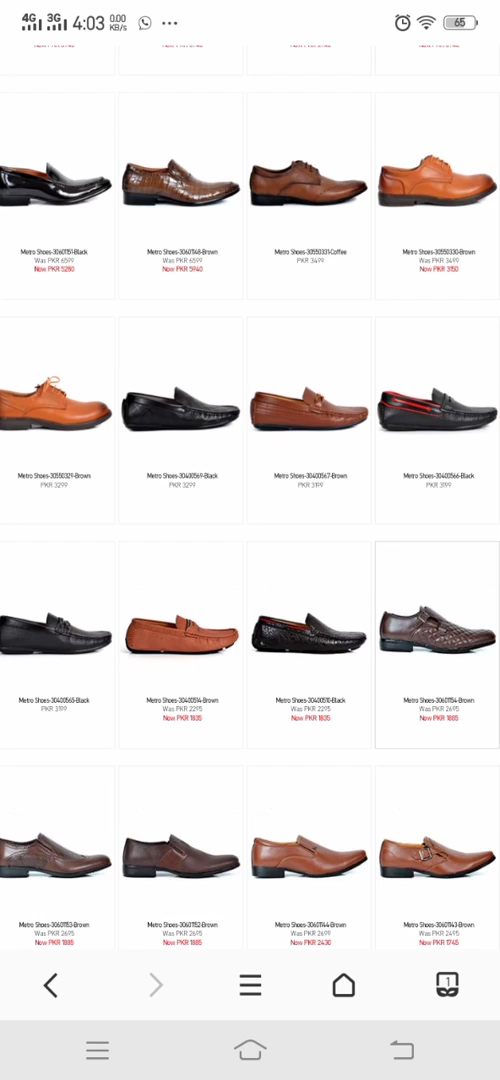 4G 3G 4:03 0.00 KB/s ... 65
Metro Shoes-30601151-Black
Was PKR 6599
Now PKR 5280
Metro Shoes-30601148-Brown
Was PKR 6599
Now PKR 5940
Metro Shoes-30550331-Coffee
PKR 3499
Metro Shoes-30550330-Brown
Was PKR 3499
Now PKR 3150
Metro Shoes-30550329-Brown
PKR 3299
Metro Shoes-30400569-Black
PKR 3299
Metro Shoes-30400567-Brown
PKR 3199
Metro Shoes-30400566-Black
PKR 3199
Metro Shoes-30400565-Black
PKR 3199
Metro Shoes-30400514-Brown
Was PKR 2295
Now PKR 1835
Metro Shoes-30400510-Black
Was PKR 2295
Now PKR 1835
Metro Shoes-30601154-Brown
Was PKR 2695
Now PKR 1885
Metro Shoes-30601153-Brown
Was PKR 2695
Now PKR 1885
Metro Shoes-30601152-Brown
Was PKR 2695
Now PKR 1885
Metro Shoes-30601144-Brown
Was PKR 2699
Now PKR 2430
Metro Shoes-30601143-Brown
Was PKR 2495
Now PKR 1745
1